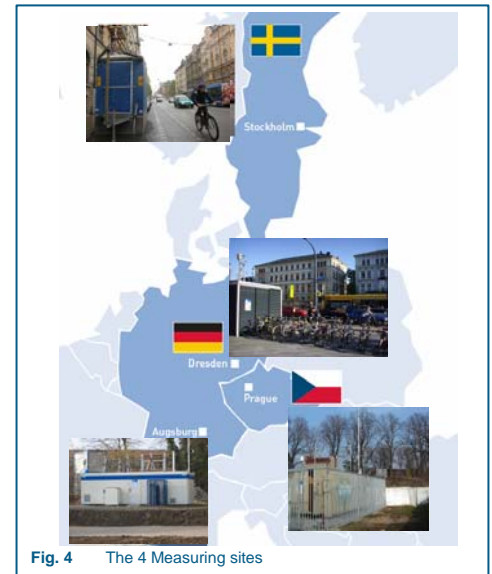 Stockholm
Dresden
Prague
Augsburg
Fig. 4 The 4 Measuring sites